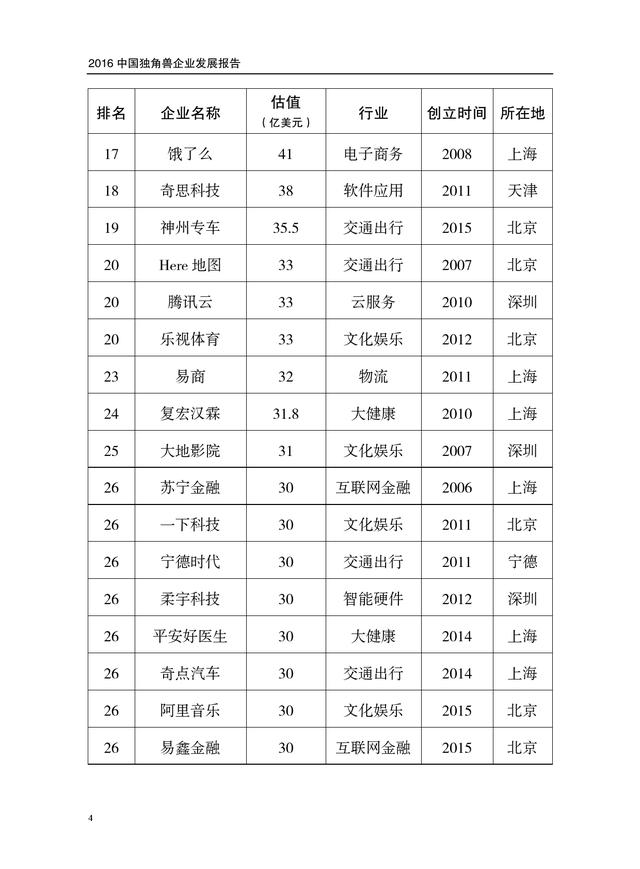 2016 中国独角兽企业发展报告
排名 企业名称 估值（亿美元） 行业 创立时间 所在地
17 饿了么 41 电子商务 2008 上海
18 奇思科技 38 软件应用 2011 天津
19 神州专车 35.5 交通出行 2015 北京
20 Here 地图 33 交通出行 2007 北京
20 腾讯云 33 云服务 2010 深圳
20 乐视体育 33 文化娱乐 2012 北京
23 易商 32 物流 2011 上海
24 复宏汉霖 31.8 大健康 2010 上海
25 大地影院 31 文化娱乐 2007 深圳
26 苏宁金融 30 互联网金融 2006 上海
26 一下科技 30 文化娱乐 2011 北京
26 宁德时代 30 交通出行 2011 宁德
26 柔宇科技 30 智能硬件 2012 深圳
26 平安好医生 30 大健康 2014 上海
26 奇点汽车 30 交通出行 2014 上海
26 阿里音乐 30 文化娱乐 2015 北京
26 易鑫金融 30 互联网金融 2015 北京
4